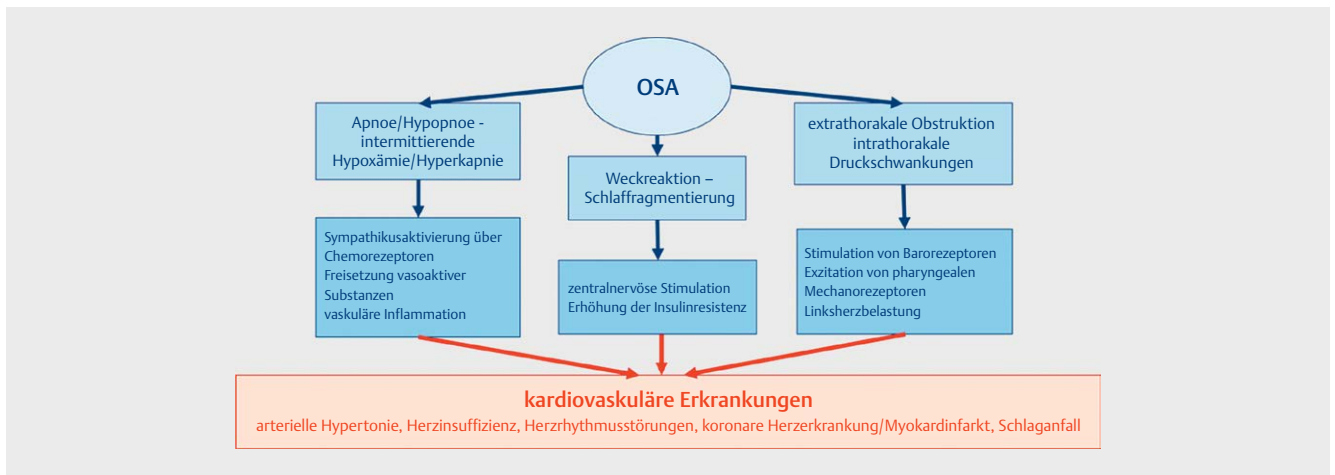 OSA
Apnoe/Hypopnoe -
intermittierende
Hypoxämie/Hyperkapnie
Weckreaktion –
Schlaffragmentierung
extrathorakale Obstruktion
intrathorakale
Druckschwankungen
Sympathikusaktivierung über
Chemorezeptoren
Freisetzung vasoaktiver
Substanzen
vaskuläre Inflammation
zentralnervöse Stimulation
Erhöhung der Insulinresistenz
Stimulation von Barorezeptoren
Exzitation von pharyngealen
Mechanorezeptoren
Linksherzbelastung
kardiovaskuläre Erkrankungen
arterielle Hypertonie, Herzinsuffizienz, Herzrhythmusstörungen, koronare Herzerkrankung/Myokardinfarkt, Schlaganfall